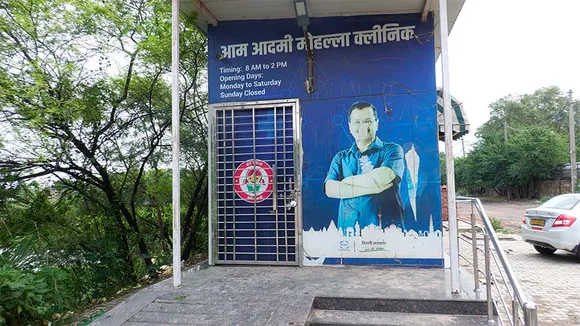 आम आदमी मोहल्ला क्लीनिक
Timing: 8 AM to 2 PM
Opening Days:
Monday to Saturday
Sunday Closed